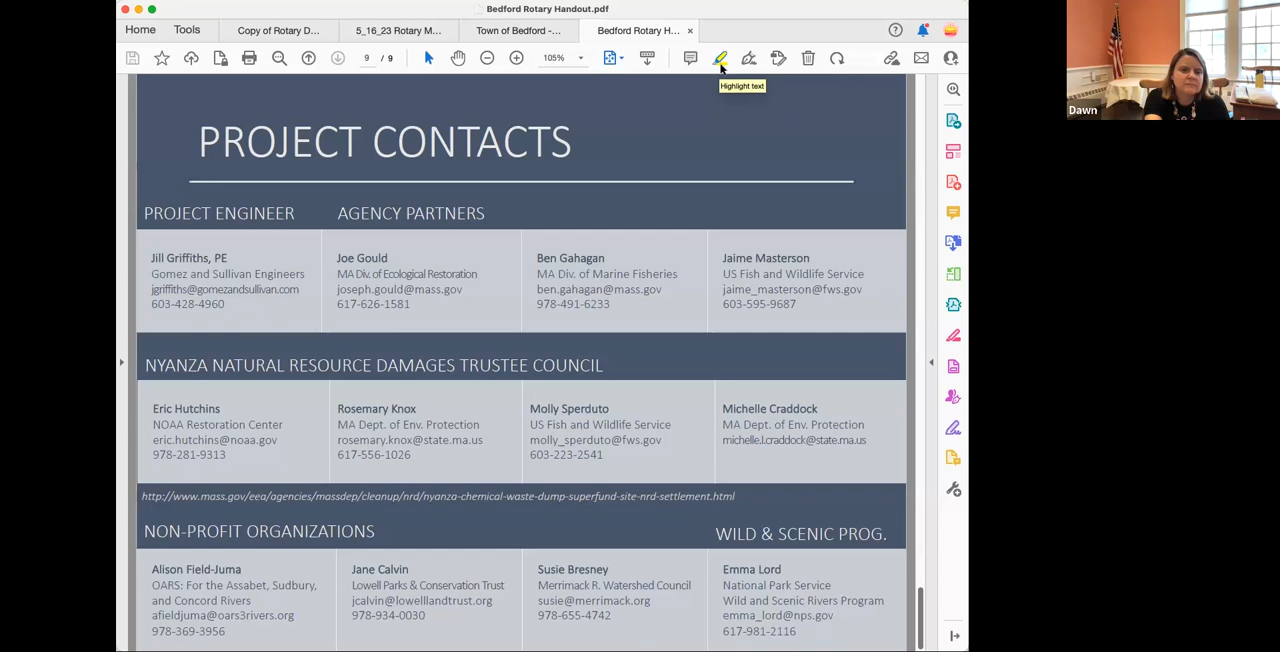 Bedford Rotary Handout.pdf
Home
Tools
Copy of Rotary D...
5_16_23 Rotary M...
Town of Bedford -...
Bedford Rotary H... ×
9 / 9
105%
Highlight text
Dawn
PROJECT CONTACTS
PROJECT ENGINEER
AGENCY PARTNERS
Jill Griffiths, PE
Gomez and Sullivan Engineers
jgriffiths@gomezandsullivan.com
603-428-4960
Joe Gould
MA Div. of Ecological Restoration
joseph.gould@mass.gov
617-626-1581
Ben Gahagan
MA Div. of Marine Fisheries
ben.gahagan@mass.gov
978-491-6233
Jaime Masterson
US Fish and Wildlife Service
jaime_masterson@fws.gov
603-595-9687
NYANZA NATURAL RESOURCE DAMAGES TRUSTEE COUNCIL
Eric Hutchins
NOAA Restoration Center
eric.hutchins@noaa.gov
978-281-9313
Rosemary Knox
MA Dept. of Env. Protection
rosemary.knox@state.ma.us
617-556-1026
Molly Sperduto
US Fish and Wildlife Service
molly_sperduto@fws.gov
603-223-2541
Michelle Craddock
MA Dept. of Env. Protection
michelle.l.craddock@state.ma.us
http://www.mass.gov/eea/agencies/massdep/cleanup/nrd/nyanza-chemical-waste-dump-superfund-site-nrd-settlement.html
NON-PROFIT ORGANIZATIONS
WILD & SCENIC PROG.
Alison Field-Juma
OARS: For the Assabet, Sudbury,
and Concord Rivers
afieldjuma@oars3rivers.org
978-369-3956
Jane Calvin
Lowell Parks & Conservation Trust
jcalvin@lowelllandtrust.org
978-934-0030
Susie Bresney
Merrimack R. Watershed Council
susie@merrimack.org
978-655-4742
Emma Lord
National Park Service
Wild and Scenic Rivers Program
emma_lord@nps.gov
617-981-2116